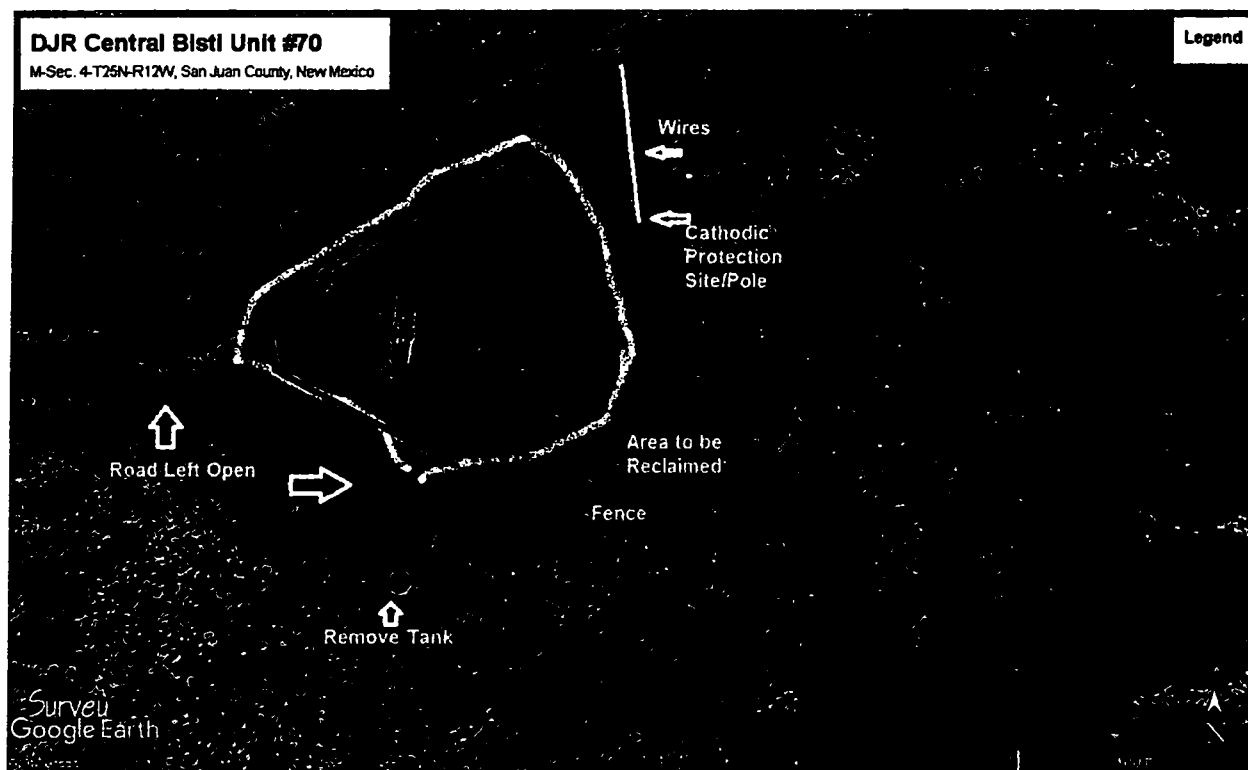 DJR Central Bisti Unit #70
M-Sec. 4-T25N-R12W, San Juan County, New Mexico
Legend
Wires
Cathodic
Protection
Site/Pole
Road Left Open
Area to be
Reclaimed
Fence
Remove Tank
Google Earth